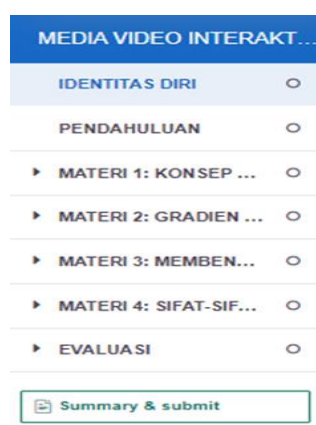 MEDIA VIDEO INTERAKT...
IDENTITAS DIRI
PENDAHULUAN
MATERI 1: KONSEP ...
MATERI 2: GRADIEN ...
MATERI 3: MEMBEN...
MATERI 4: SIFAT-SIF...
EVALUASI
Summary & submit